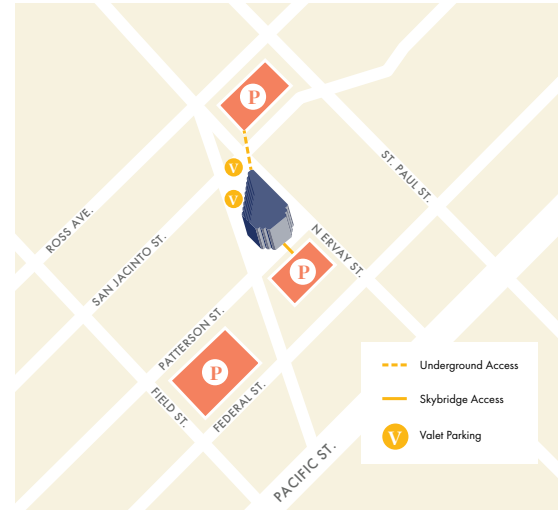 P
ST. PAUL ST.
V
V
ROSS AVE.
N ERVAY ST.
SAN JACINTO ST.
P
PATTERSON ST.
P
FIELD ST.
FEDERAL ST.
PACIFIC ST.
Underground Access
Skybridge Access
V Valet Parking